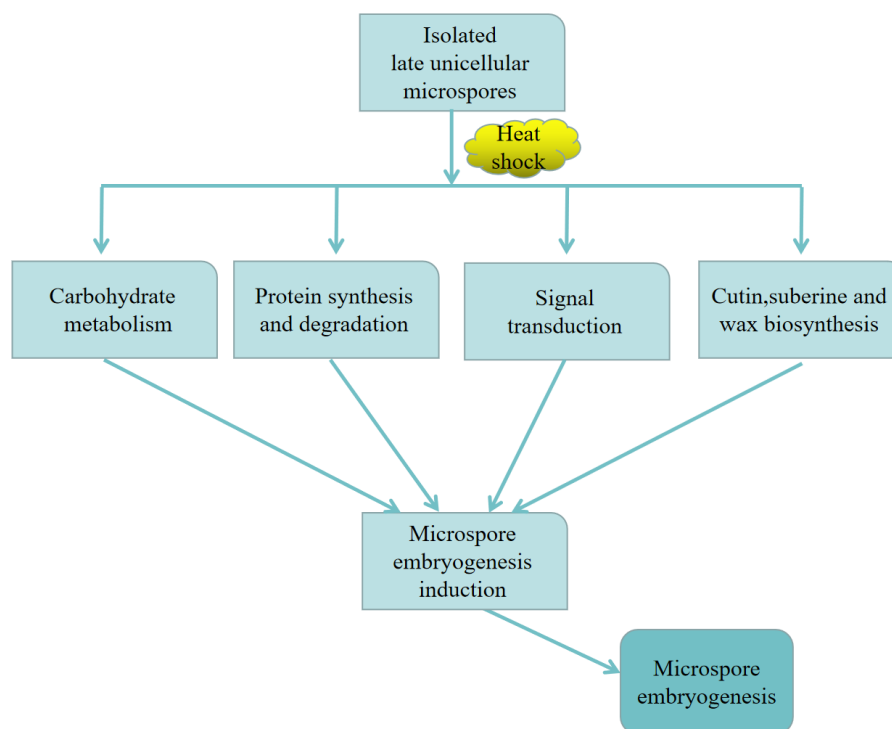 Isolated
late unicellular
microspores
Heat
shock
Carbohydrate
metabolism
Protein synthesis
and degradation
Signal
transduction
Cutin,suberine and
wax biosynthesis
Microspore
embryogenesis
induction
Microspore
embryogenesis